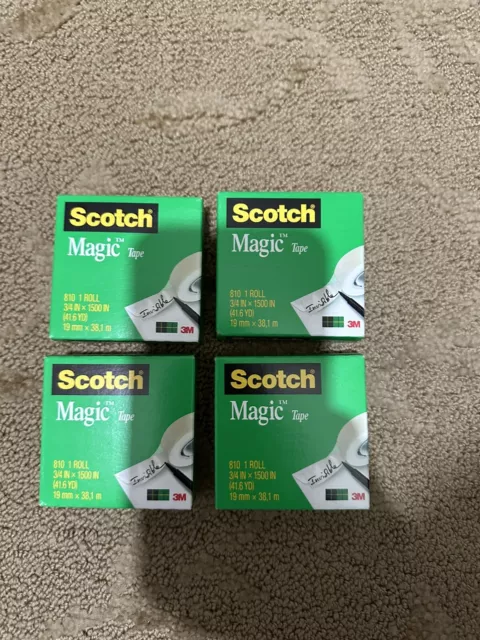 Scotch®
Magic™ Tape
810 1 ROLL
3/4 IN × 1500 IN
(41.6 YD)
19 mm × 38,1 m
Invisible
3M
Scotch®
Magic™ Tape
810 1 ROLL
3/4 IN × 1500 IN
(41.6 YD)
19 mm × 38,1 m
Invisible
3M
Scotch®
Magic™ Tape
810 1 ROLL
3/4 IN × 1500 IN
(41.6 YD)
19 mm × 38,1 m
Invisible
3M
Scotch®
Magic™ Tape
810 1 ROLL
3/4 IN × 1500 IN
(41.6 YD)
19 mm × 38,1 m
Invisible
3M